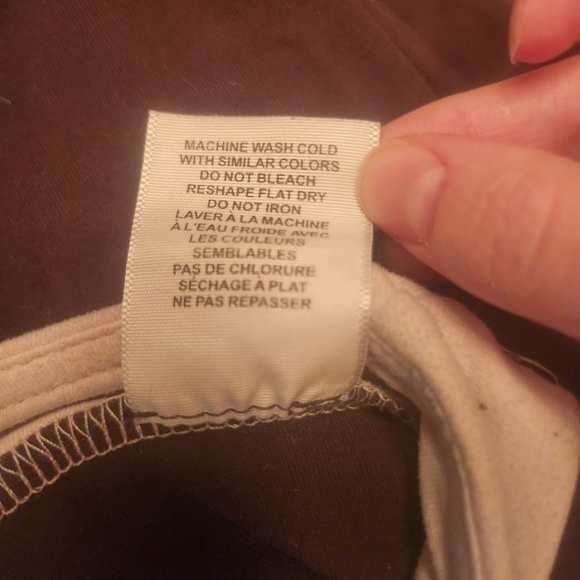 MACHINE WASH COLD
WITH SIMILAR COLORS
DO NOT BLEACH
RESHAPE FLAT DRY
DO NOT IRON
LAVER À LA MACHINE
À L'EAU FROIDE AVEC
LES COULEURS
SEMBLABLES
PAS DE CHLORURE
SÉCHAGE À PLAT
NE PAS REPASSER